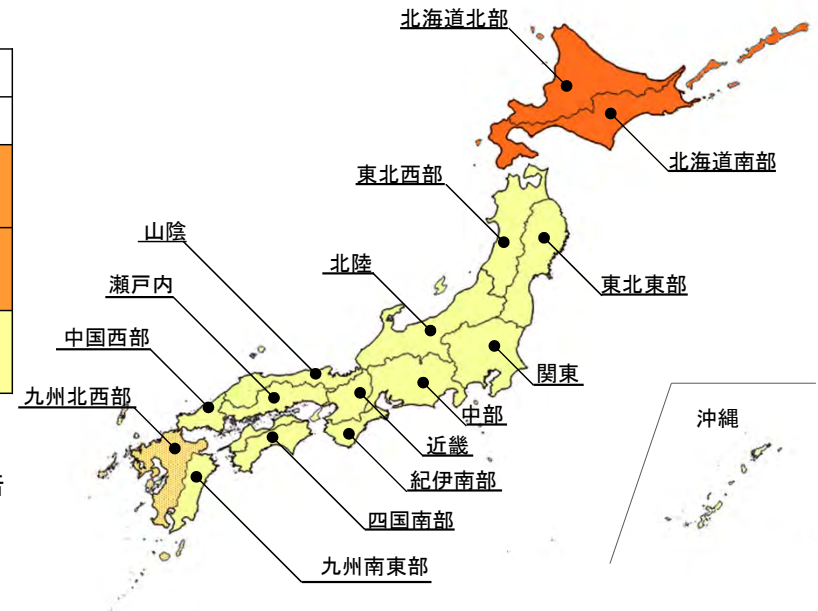 北海道北部
北海道南部
東北西部
山陰
北陸
東北東部
瀬戸内
中国西部
関東
九州北西部
中部
沖縄
近畿
紀伊南部
四国南部
九州南東部